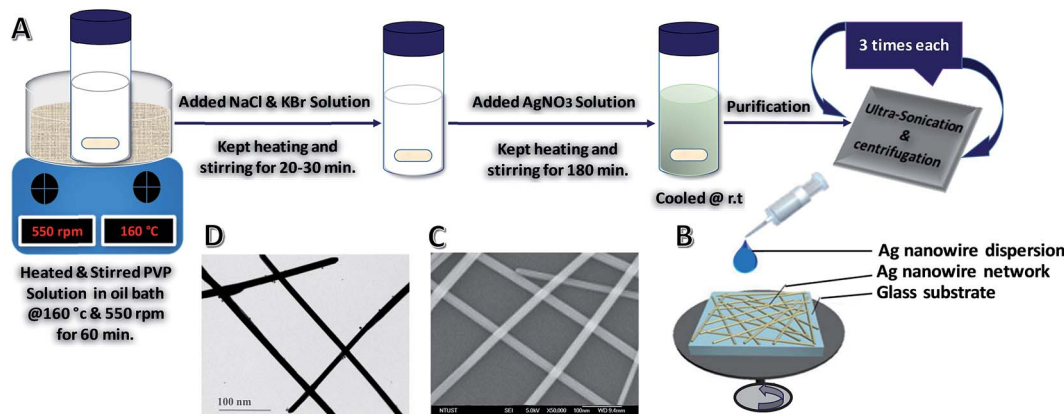 A
Added NaCl & KBr Solution
Kept heating and
stirring for 20-30 min.
Added AgNO3 Solution
Kept heating and
stirring for 180 min.
Cooled @ r.t
Purification
3 times each
Ultra-Sonication
&
centrifugation
550 rpm
160 °C
Heated & Stirred PVP
Solution in oil bath
@160 °c & 550 rpm
for 60 min.
D
100 nm
C
NTUST SEI 5.0kV X50,000 100nm WD 9.4mm
B
Ag nanowire dispersion
Ag nanowire network
Glass substrate